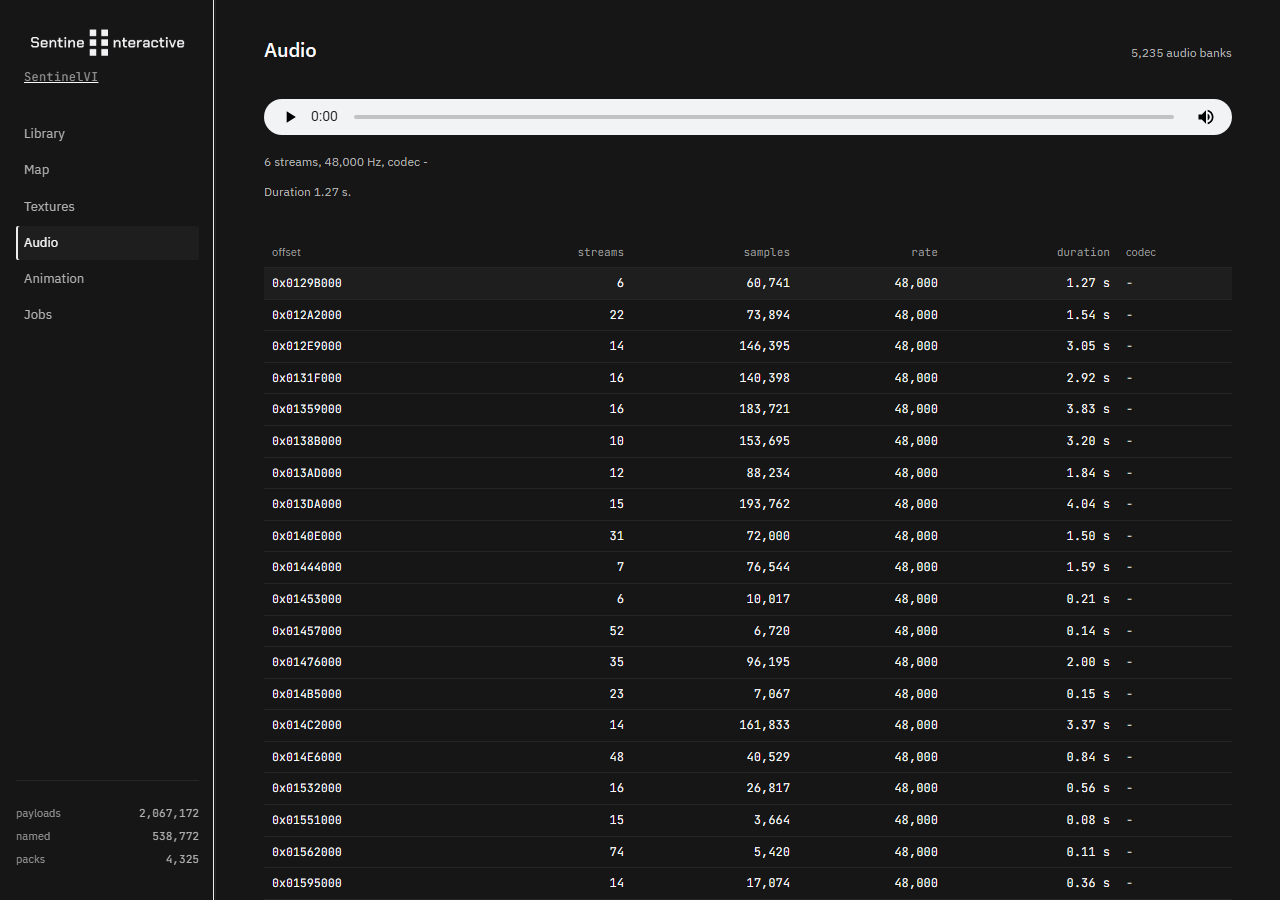 Sentine nteractive
SentinelVI
Library
Map
Textures
Audio
Animation
Jobs
payloads 2,067,172
named 538,772
packs 4,325
Audio
5,235 audio banks
0:00
6 streams, 48,000 Hz, codec -
Duration 1.27 s.
offset streams samples rate duration codec
0x0129B000 6 60,741 48,000 1.27 s -
0x012A2000 22 73,894 48,000 1.54 s -
0x012E9000 14 146,395 48,000 3.05 s -
0x0131F000 16 140,398 48,000 2.92 s -
0x01359000 16 183,721 48,000 3.83 s -
0x0138B000 10 153,695 48,000 3.20 s -
0x013AD000 12 88,234 48,000 1.84 s -
0x013DA000 15 193,762 48,000 4.04 s -
0x0140E000 31 72,000 48,000 1.50 s -
0x01444000 7 76,544 48,000 1.59 s -
0x01453000 6 10,017 48,000 0.21 s -
0x01457000 52 6,720 48,000 0.14 s -
0x01476000 35 96,195 48,000 2.00 s -
0x014B5000 23 7,067 48,000 0.15 s -
0x014C2000 14 161,833 48,000 3.37 s -
0x014E6000 48 40,529 48,000 0.84 s -
0x01532000 16 26,817 48,000 0.56 s -
0x01551000 15 3,664 48,000 0.08 s -
0x01562000 74 5,420 48,000 0.11 s -
0x01595000 14 17,074 48,000 0.36 s -